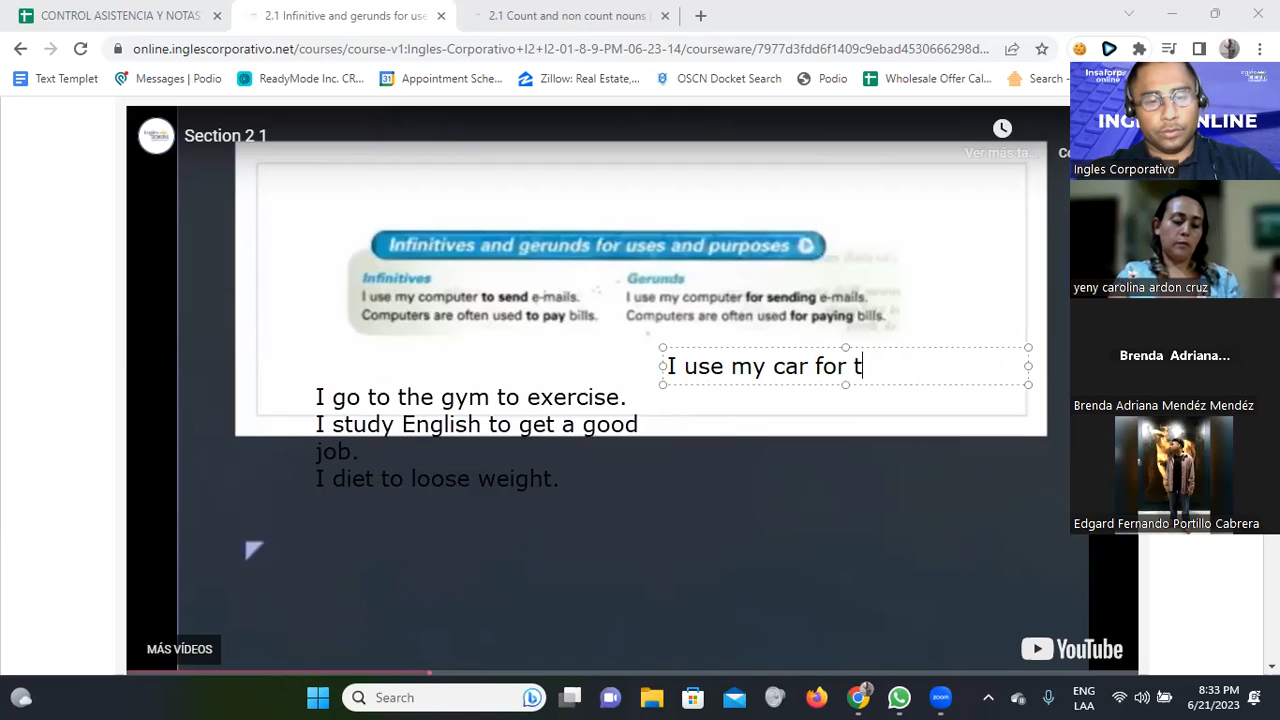 CONTROL ASISTENCIA Y NOTAS
2.1 Infinitive and gerunds for use
2.1 Count and non count nouns
online.inglescorporativo.net/courses/course-v1:Ingles-Corporativo+I2+I2-01-8-9-PM-06-23-14/courseware/7977d3fdd6f1409c9ebad4530666298d...
Text Templet
Messages | Podio
ReadyMode Inc. CR...
Appointment Sche...
Zillow: Real Estate,...
OSCN Docket Search
Podio
Wholesale Offer Cal...
Search -
Section 2 1
Ver más ta...
Infinitives and gerunds for uses and purposes
Infinitives
I use my computer to send e-mails.
Computers are often used to pay bills.
Gerunds
I use my computer for sending e-mails.
Computers are often used for paying bills.
I use my car for t
I go to the gym to exercise.
I study English to get a good
job.
I diet to loose weight.
MÁS VÍDEOS
YouTube
Insaforp
online
Ingles Corporativo
yeny carolina ardon cruz
Brenda Adriana...
Brenda Adriana Mendéz Mendéz
Edgard Fernando Portillo Cabrera
Search
ENG
LAA
8:33 PM
6/21/2023